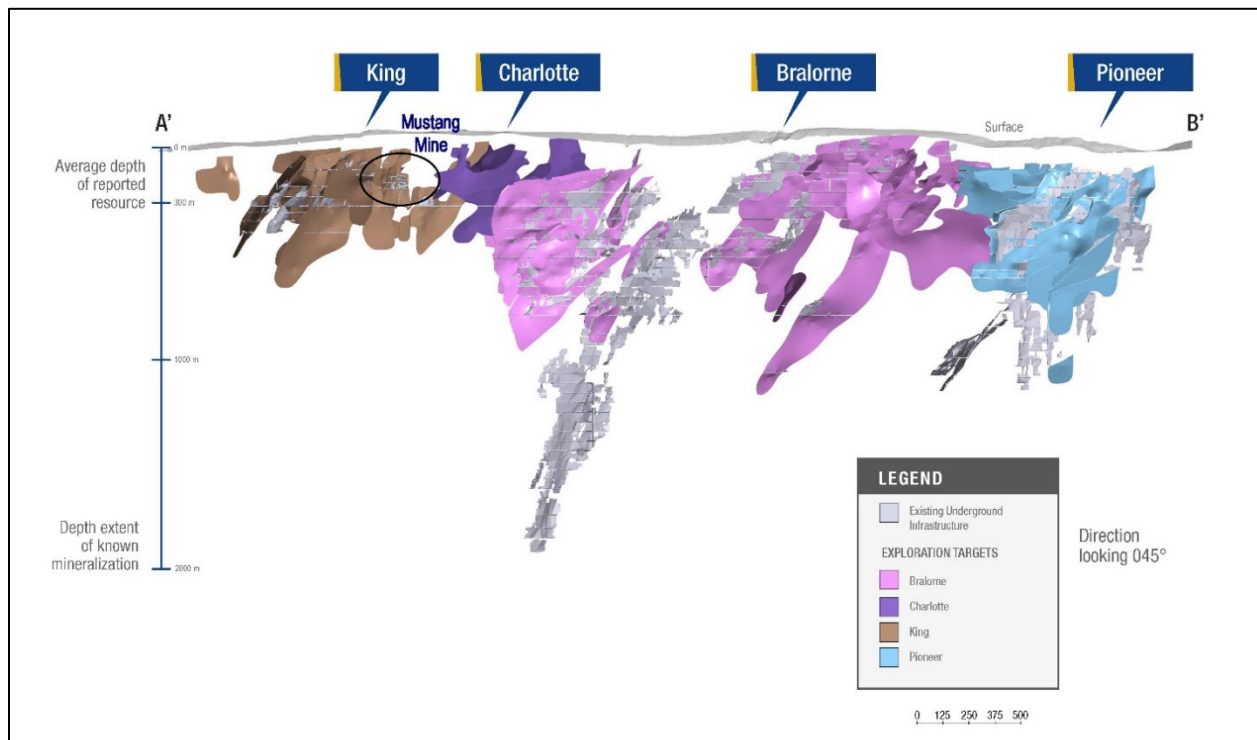 King
Charlotte
Bralorne
Pioneer
A'
Mustang
Mine
Surface
B'
0 m
Average depth
of reported
resource
300 m
1000 m
Depth extent
of known
mineralization
2000 m
LEGEND
Existing Underground
Infrastructure
EXPLORATION TARGETS
Bralorne
Charlotte
King
Pioneer
Direction
looking 045°
0 125 250 375 500